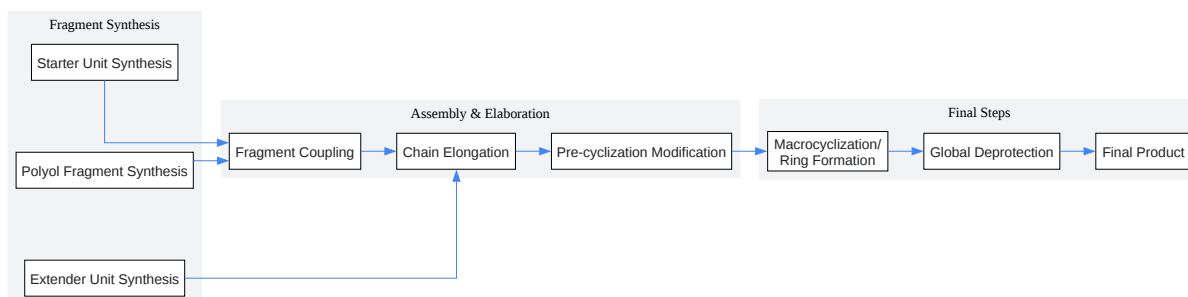 Fragment Synthesis
Starter Unit Synthesis
Polyol Fragment Synthesis
Extender Unit Synthesis
Assembly & Elaboration
Fragment Coupling
Chain Elongation
Pre-cyclization Modification
Final Steps
Macrocyclization/
Ring Formation
Global Deprotection
Final Product